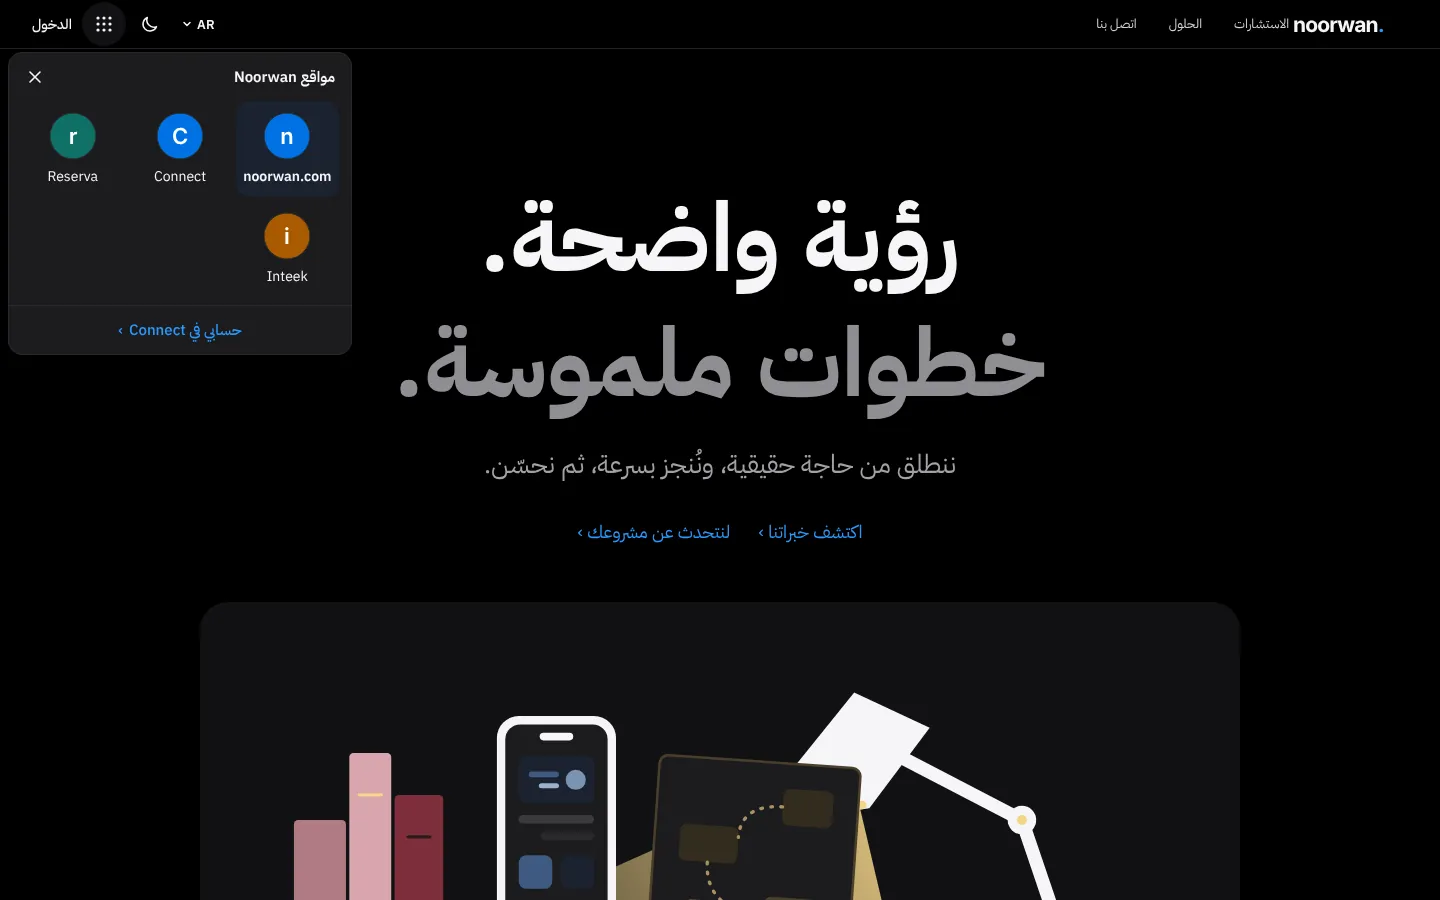 noorwan.
الاستشارات
الحلول
اتصل بنا
AR
الدخول
مواقع Noorwan
n
noorwan.com
C
Connect
r
Reserva
i
Inteek
حسابي في Connect ›
رؤية واضحة.
خطوات ملموسة.
ننطلق من حاجة حقيقية، ونُنجز بسرعة، ثم نحسّن.
اكتشف خبراتنا ›
لنتحدث عن مشروعك ›